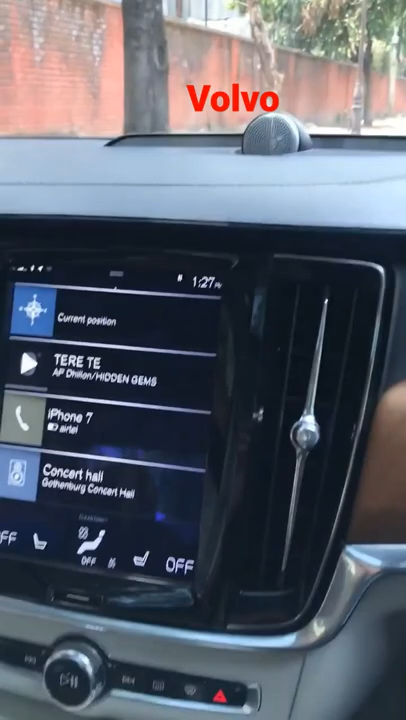 Volvo
1:27PM
Current position
TERE TE
AP Dhillon/HIDDEN GEMS
iPhone 7
airtel
Concert hall
Gothenburg Concert Hall
OFF
OFF
OFF